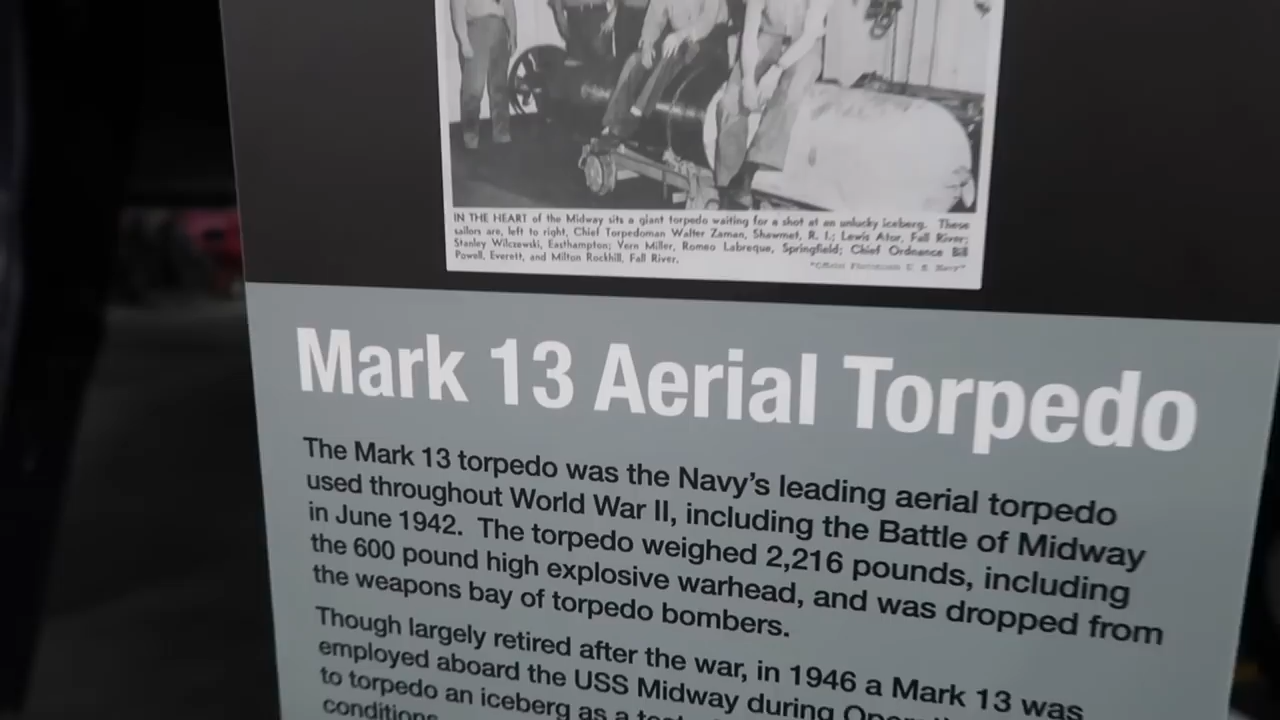 IN THE HEART of the Midway sits a giant torpedo waiting for a shot at an unlucky iceberg. These
sailors are, left to right, Chief Torpedoman Walter Zaman, Shawmet, R. I.; Lewis Ator, Fall River;
Stanley Wilczewski, Easthampton; Vern Miller, Romeo Labreque, Springfield; Chief Ordnance Bill
Powell, Everett, and Milton Rockhill, Fall River.
"Official Photograph U. S. Navy"
Mark 13 Aerial Torpedo
The Mark 13 torpedo was the Navy's leading aerial torpedo
used throughout World War II, including the Battle of Midway
in June 1942. The torpedo weighed 2,216 pounds, including
the 600 pound high explosive warhead, and was dropped from
the weapons bay of torpedo bombers.
Though largely retired after the war, in 1946 a Mark 13 was
employed aboard the USS Midway during
to torpedo an iceberg as a
conditions